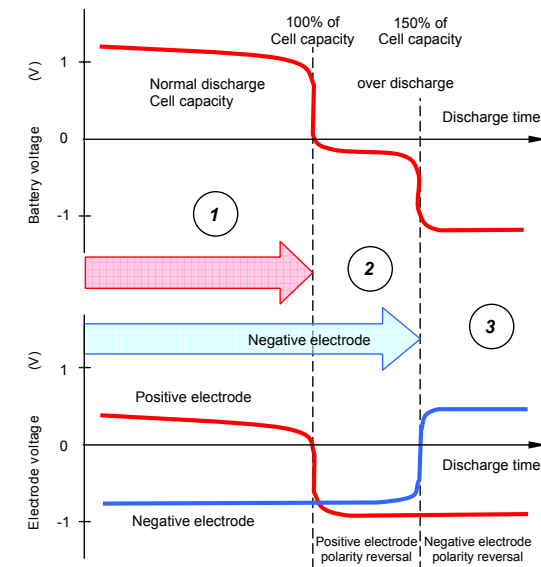 100% of
Cell capacity
150% of
Cell capacity
(V)
1
Normal discharge
Cell capacity
over discharge
Discharge time
0
Battery voltage
-1
1
2
3
Negative electrode
(V)
1
Positive electrode
0
Discharge time
Electrode voltage
-1
Negative electrode
Positive electrode
polarity reversal
Negative electrode
polarity reversal